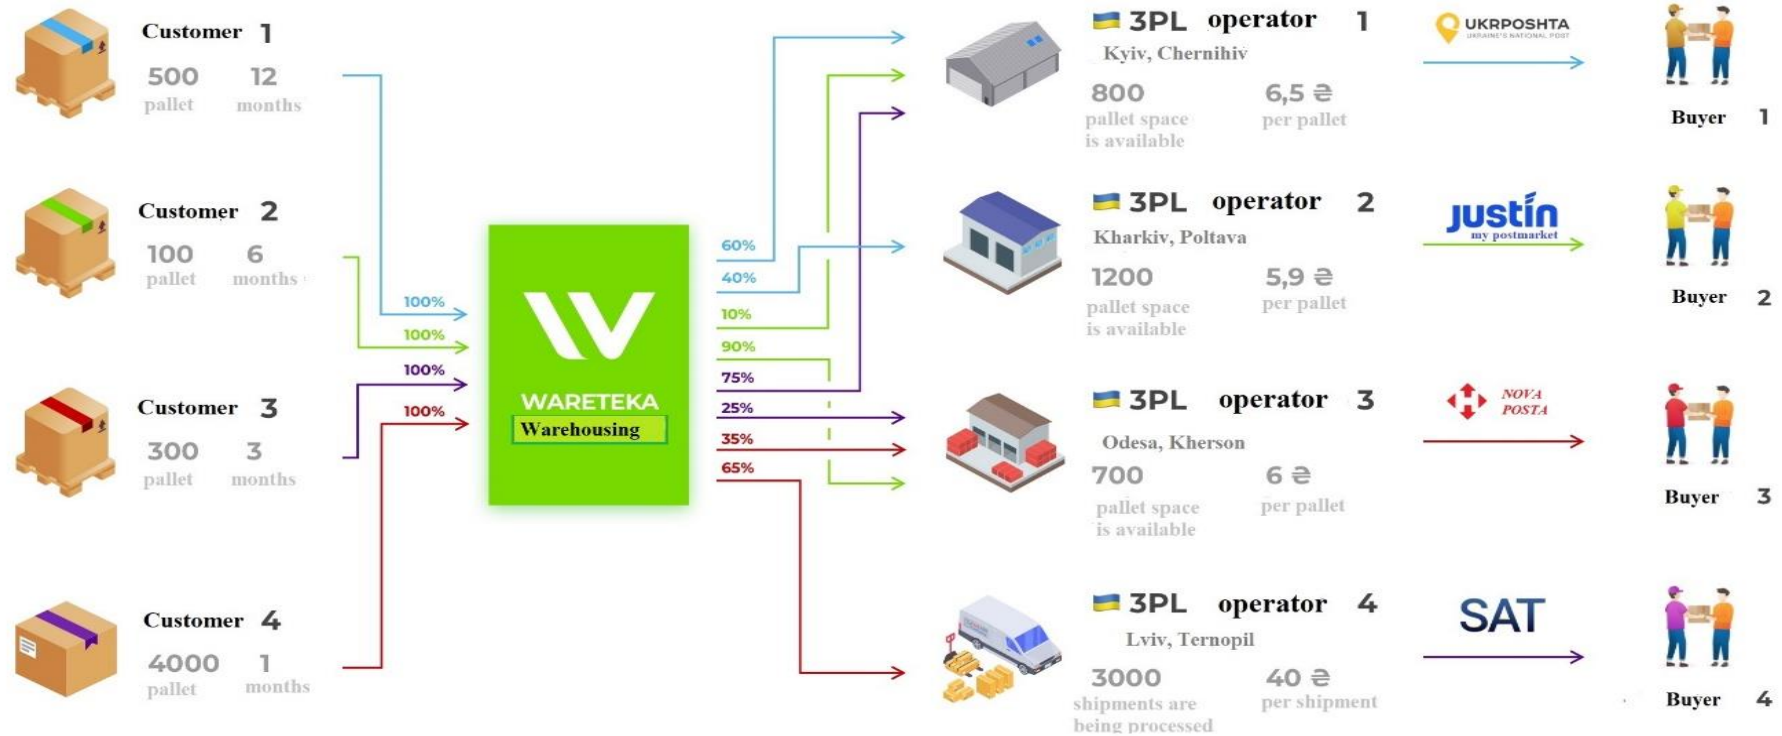 Customer 1
500 12
pallet months
Customer 2
100 6
pallet months
Customer 3
300 3
pallet months
Customer 4
4000 1
pallet months
100%
100%
100%
100%
WARETEKA
Warehousing
60%
40%
10%
90%
75%
25%
35%
65%
3PL operator 1
Kyiv, Chernihiv
800 6,5 ₴
pallet space per pallet
is available
3PL operator 2
Kharkiv, Poltava
1200 5,9 ₴
pallet space per pallet
is available
3PL operator 3
Odesa, Kherson
700 6 ₴
pallet space per pallet
is available
3PL operator 4
Lviv, Ternopil
3000 40 ₴
shipments are per shipment
being processed
UKRPOSHTA
UKRAINE'S NATIONAL POST
Buyer 1
justin
my postmarket
Buyer 2
NOVA
POSTA
Buyer 3
SAT
Buyer 4